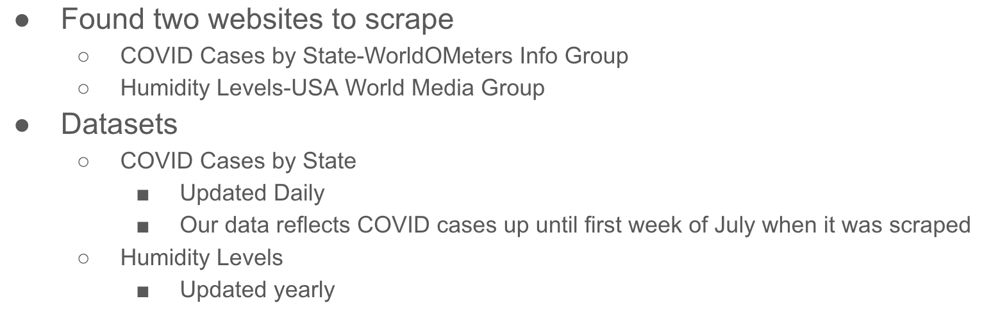 ● Found two websites to scrape
○ COVID Cases by State-WorldOMeters Info Group
○ Humidity Levels-USA World Media Group
● Datasets
○ COVID Cases by State
■ Updated Daily
■ Our data reflects COVID cases up until first week of July when it was scraped
○ Humidity Levels
■ Updated yearly